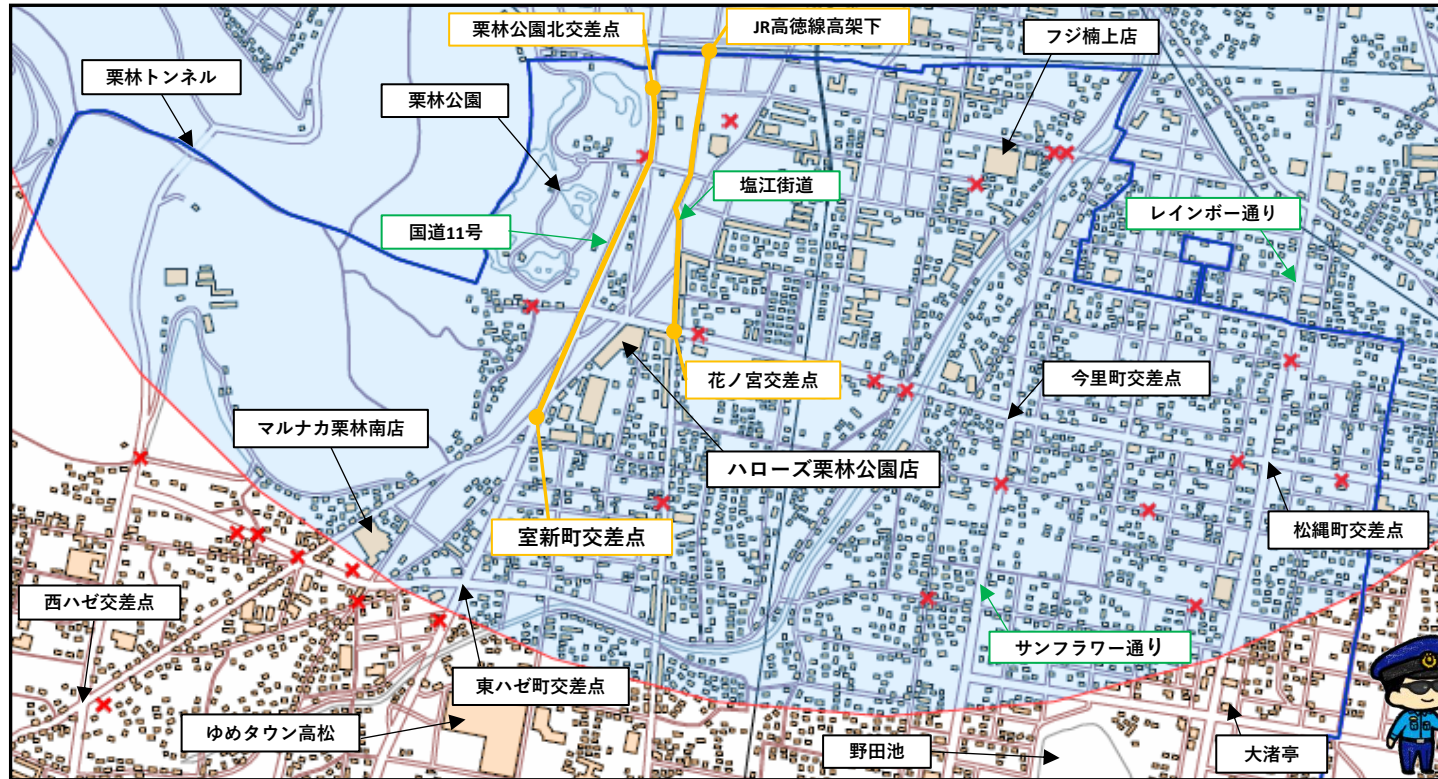 栗林公園北交差点
JR高徳線高架下
フジ楠上店
栗林トンネル
栗林公園
塩江街道
国道11号
レインボー通り
花ノ宮交差点
今里町交差点
マルナカ栗林南店
ハローズ栗林公園店
室新町交差点
松縄町交差点
西ハゼ交差点
サンフラワー通り
東ハゼ町交差点
ゆめタウン高松
野田池
大渚亭